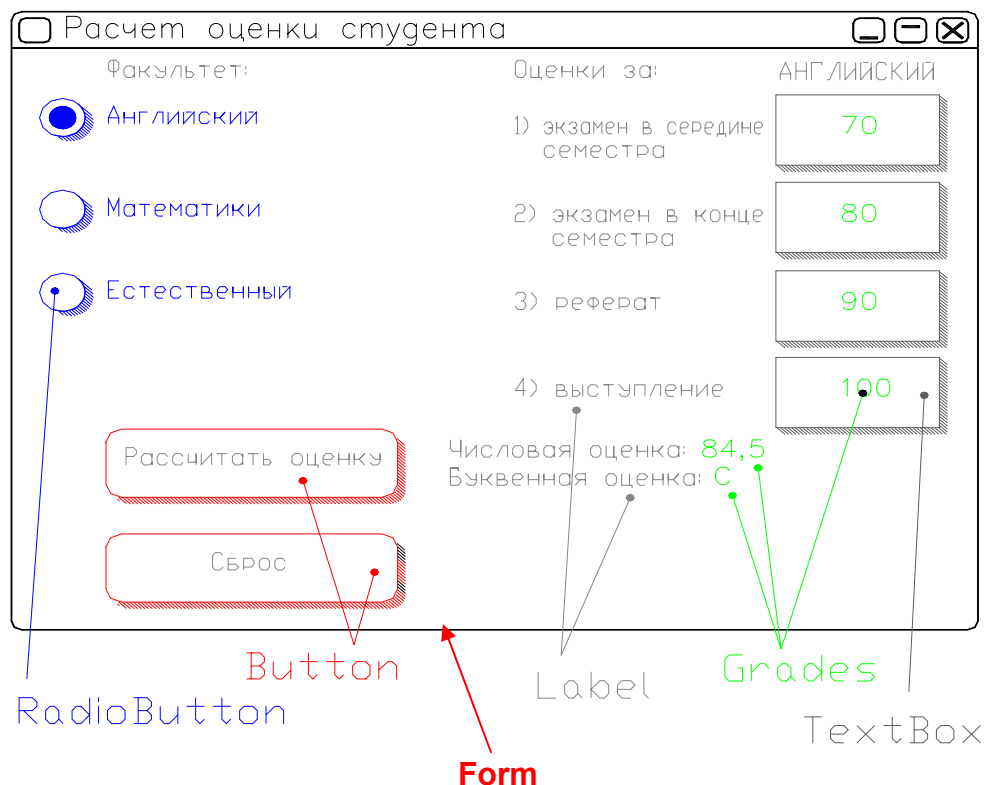 Расчет оценки студента
Факультет:
Английский
Математики
Естественный
Рассчитать оценку
Сброс
Оценки за:
АНГЛИЙСКИЙ
1) экзамен в середине
семестра
70
2) экзамен в конце
семестра
80
3) реферат
90
4) выступление
100
Числовая оценка: 84,5
Буквенная оценка: C
RadioButton
Button
Form
Label
Grades
TextBox